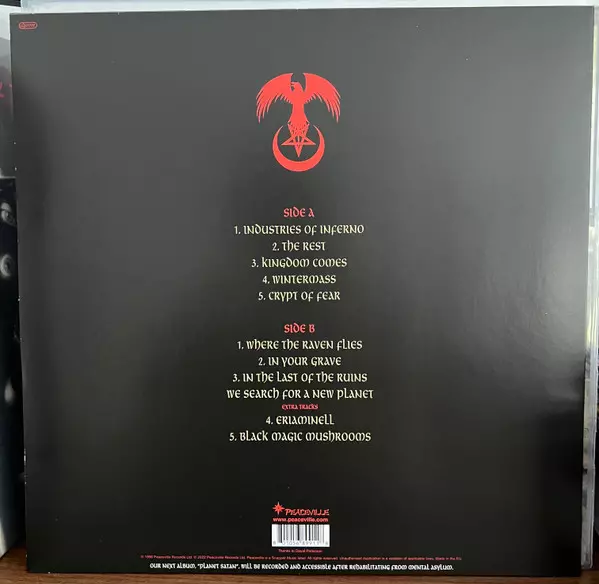 SIDE A
1. INDUSTRIES OF INFERNO
2. THE REST
3. KINGDOM COMES
4. WINTERMASS
5. CRYPT OF FEAR
SIDE B
1. WHERE THE RAVEN FLIES
2. IN YOUR GRAVE
3. IN THE LAST OF THE RUINS
WE SEARCH FOR A NEW PLANET
EXTRA TRACKS
4. ERIAMINELL
5. BLACK MAGIC MUSHROOMS
PEACEVILLE
www.peaceville.com
OUR NEXT ALBUM, "PLANET SATAN", WILL BE RECORDED AND ACCESSIBLE AFTER REHABILITATING FROM MENTAL ASYLUM.